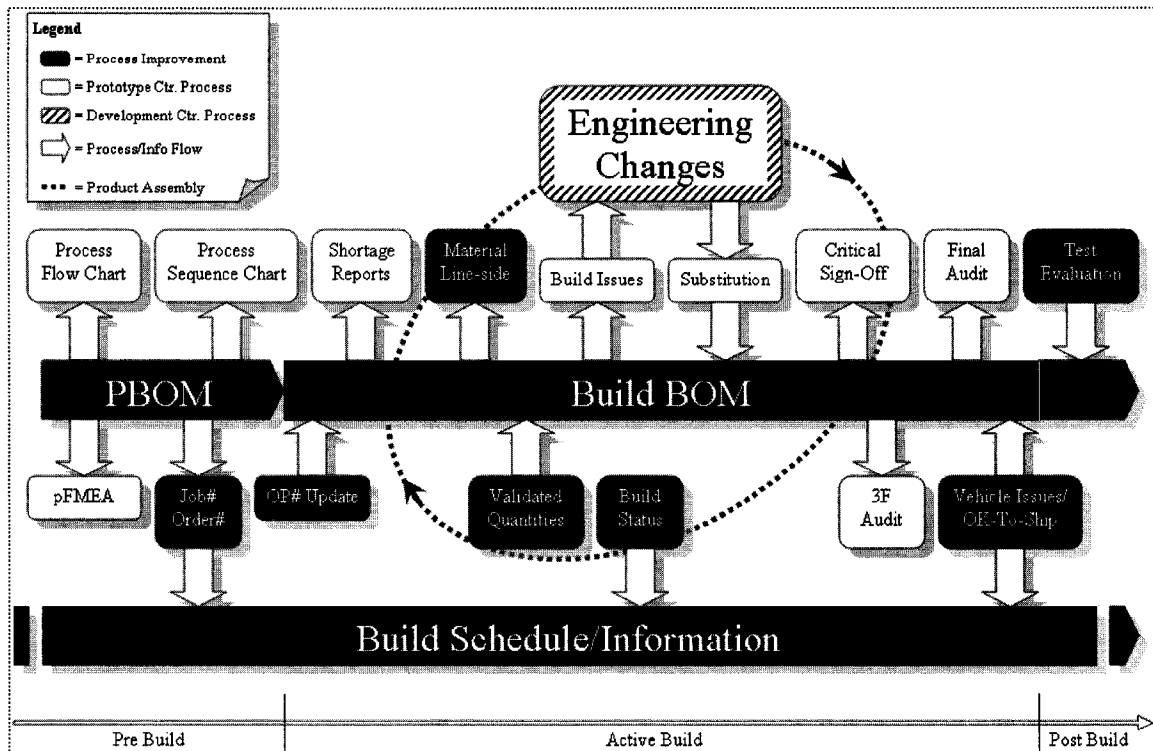 Legend
= Process Improvement
= Prototype Ctr. Process
= Development Ctr. Process
= Process/Info Flow
= Product Assembly
Engineering
Changes
Process
Flow Chart
Process
Sequence Chart
Shortage
Reports
Material
Line-side
Build Issues
Substitution
Critical
Sign-Off
Final
Audit
Test
Evaluation
PBOM
Build BOM
pFMEA
Job#
Order#
OP# Update
Validated
Quantities
Build
Status
3F
Audit
Vehicle Issues/
OK-To-Ship
Build Schedule/Information
Pre Build
Active Build
Post Build